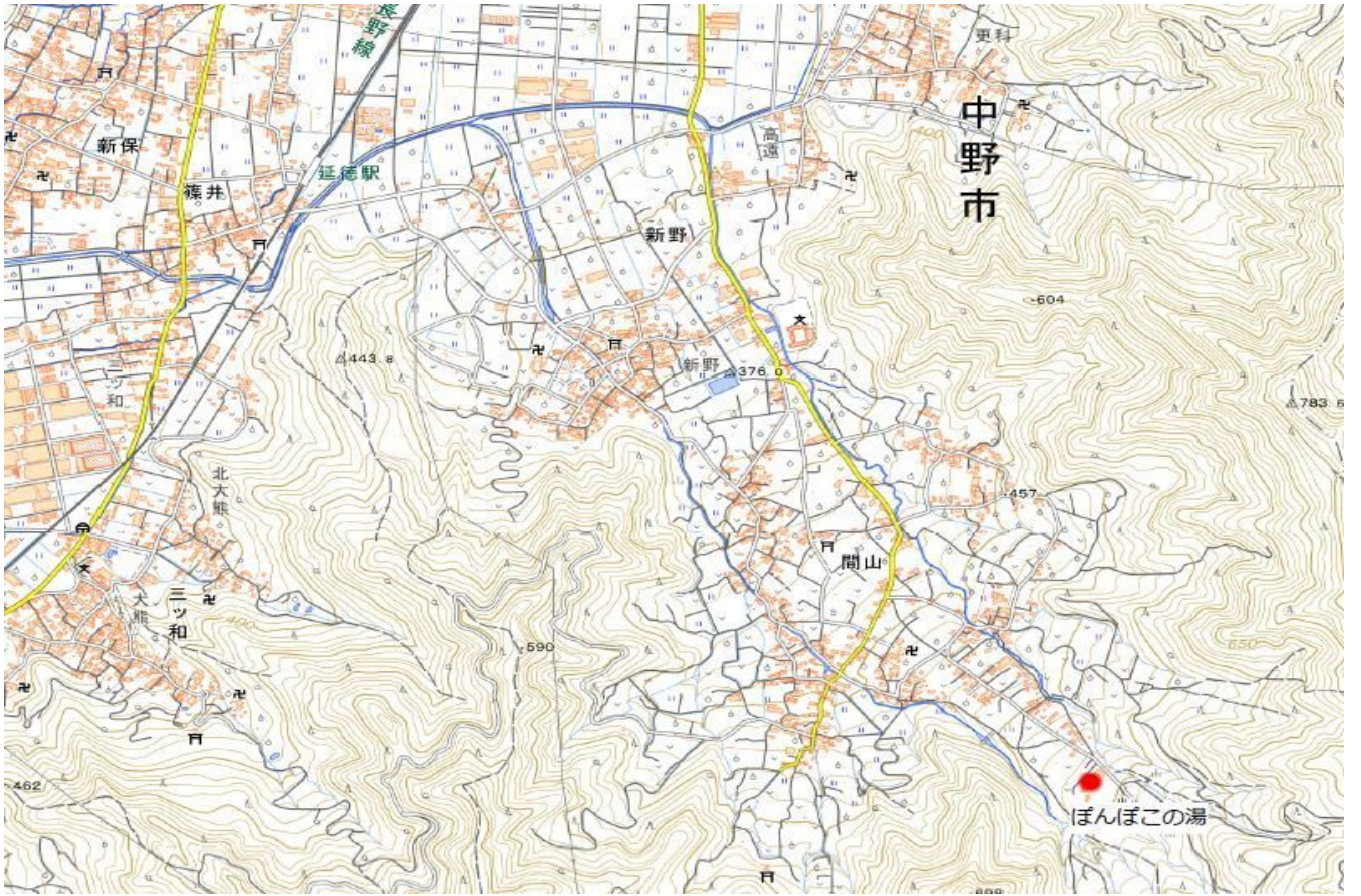 長野線
更科
中野市
新保
高遠
400
延徳駅
篠井
新野
604
443.8
新野
376.0
783.6
三ツ和
北大熊
457
間山
大熊
三ツ和
400
590
650
462
ぽんぽこの湯
698